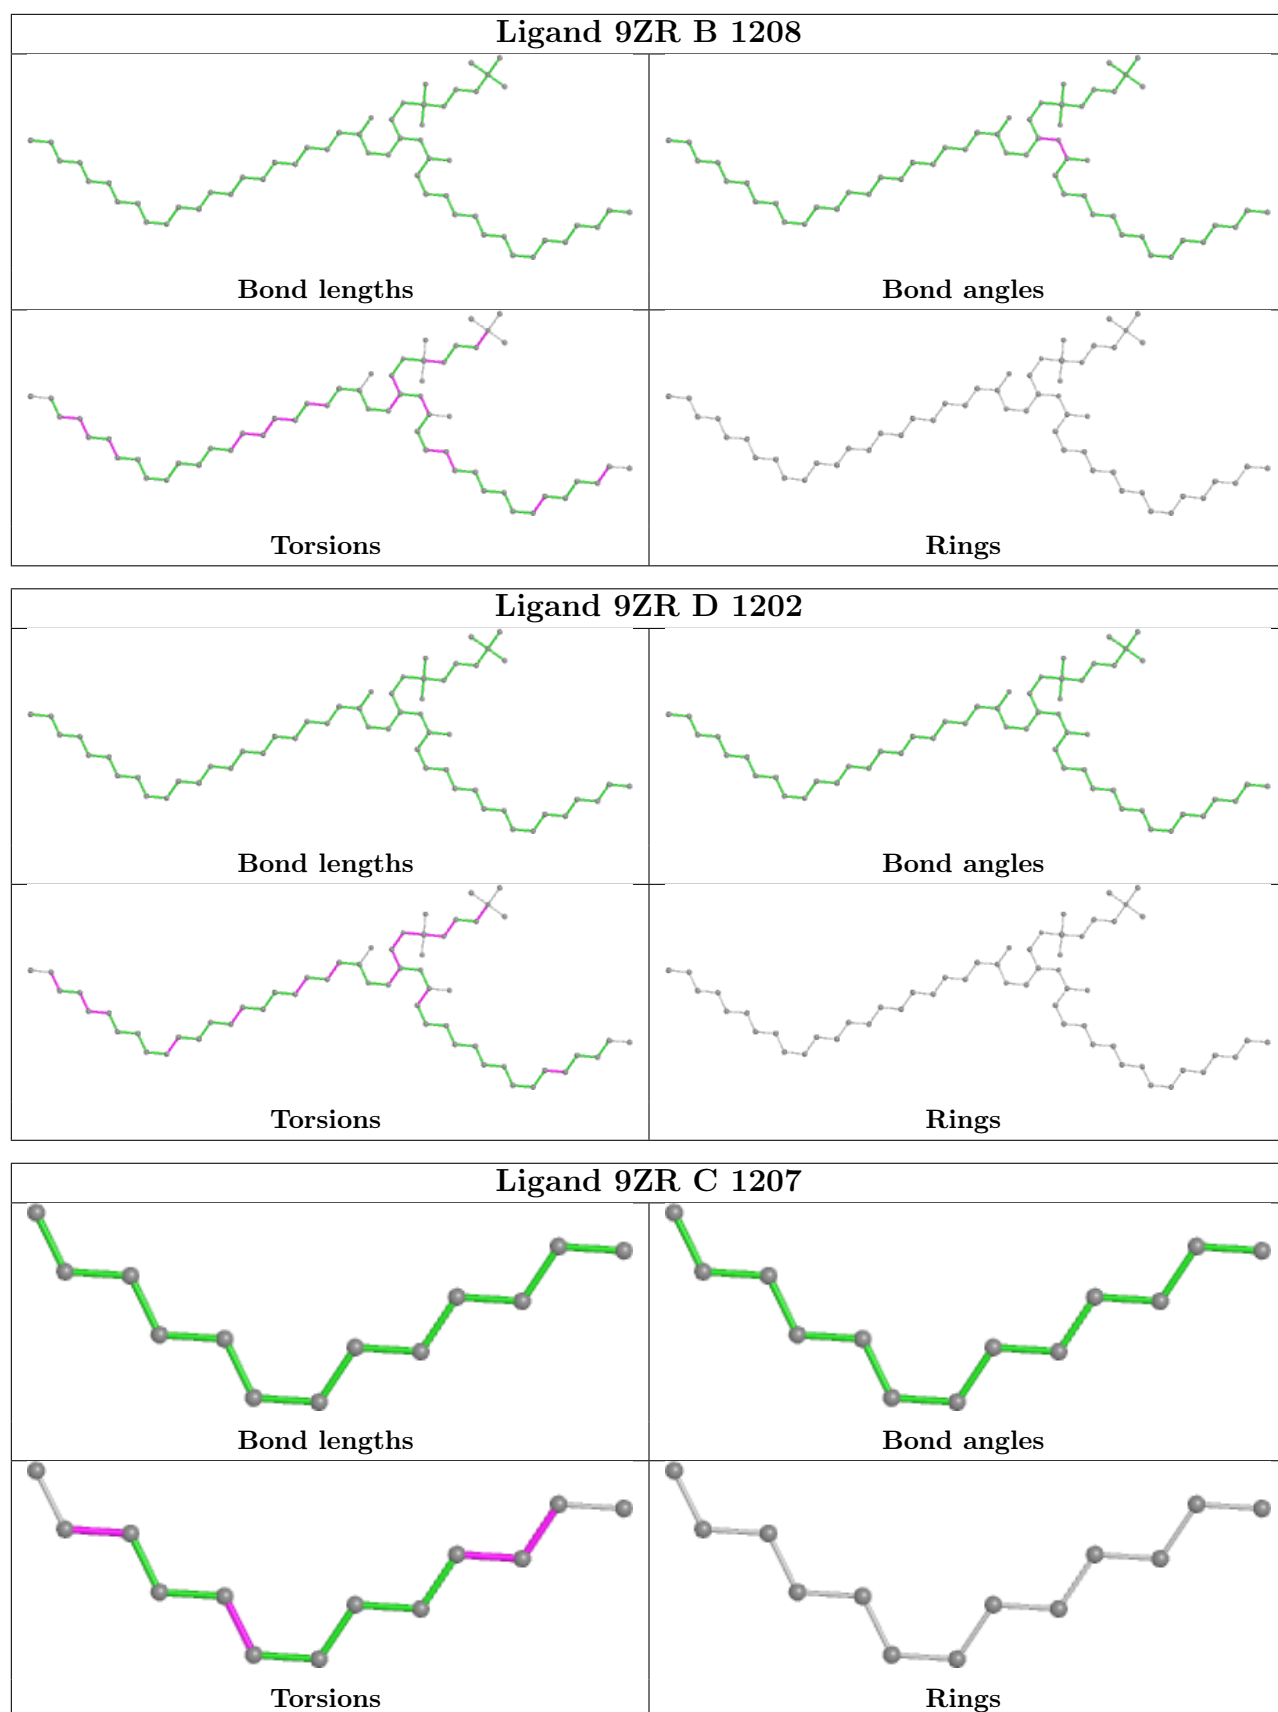 Ligand 9ZR B 1208
Bond lengths
Bond angles
Torsions
Rings
Ligand 9ZR D 1202
Bond lengths
Bond angles
Torsions
Rings
Ligand 9ZR C 1207
Bond lengths
Bond angles
Torsions
Rings